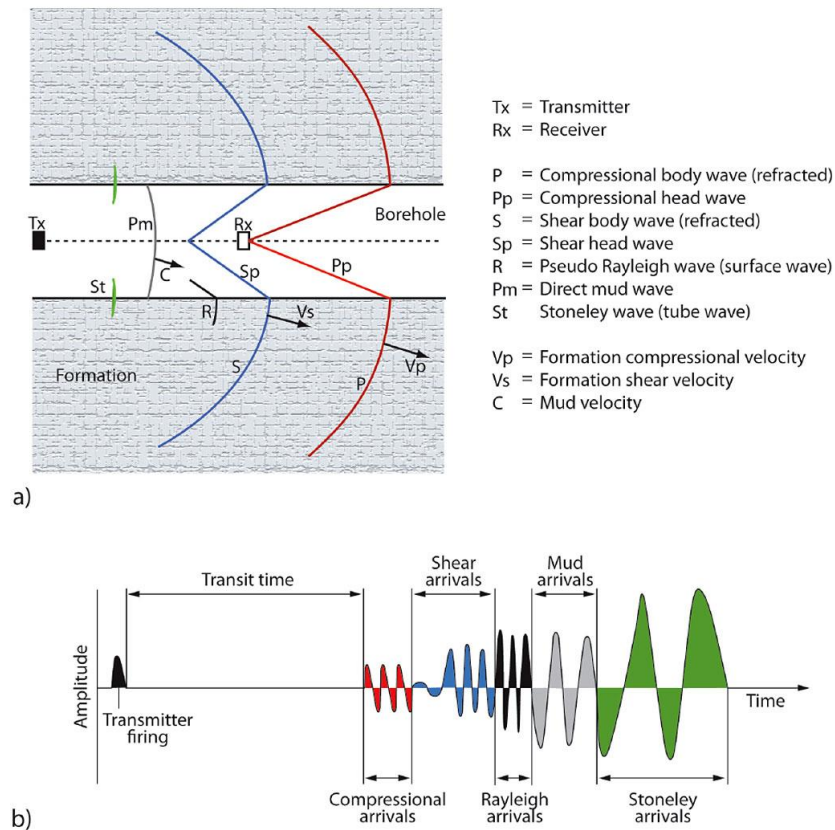 Tx
Pm
C
St
R
Rx
Sp
Pp
Borehole
Vs
Vp
S
P
Formation
Tx = Transmitter
Rx = Receiver
P = Compressional body wave (refracted)
Pp = Compressional head wave
S = Shear body wave (refracted)
Sp = Shear head wave
R = Pseudo Rayleigh wave (surface wave)
Pm = Direct mud wave
St Stoneley wave (tube wave)
Vp = Formation compressional velocity
Vs = Formation shear velocity
C = Mud velocity
a)
Amplitude
Transmitter
firing
Transit time
Shear
arrivals
Mud
arrivals
Time
Compressional
arrivals
Rayleigh
arrivals
Stoneley
arrivals
b)